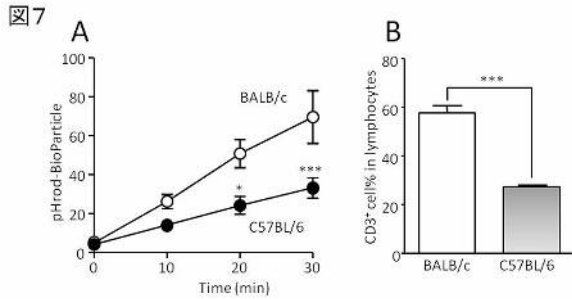 図7
A
100
80
60
40
20
0
pHrod-BioParticle
BALB/c
***
*
C57BL/6
0 10 20 30
Time (min)
B
80
60
40
20
0
CD3⁺ cell% in lymphocytes
***
BALB/c C57BL/6